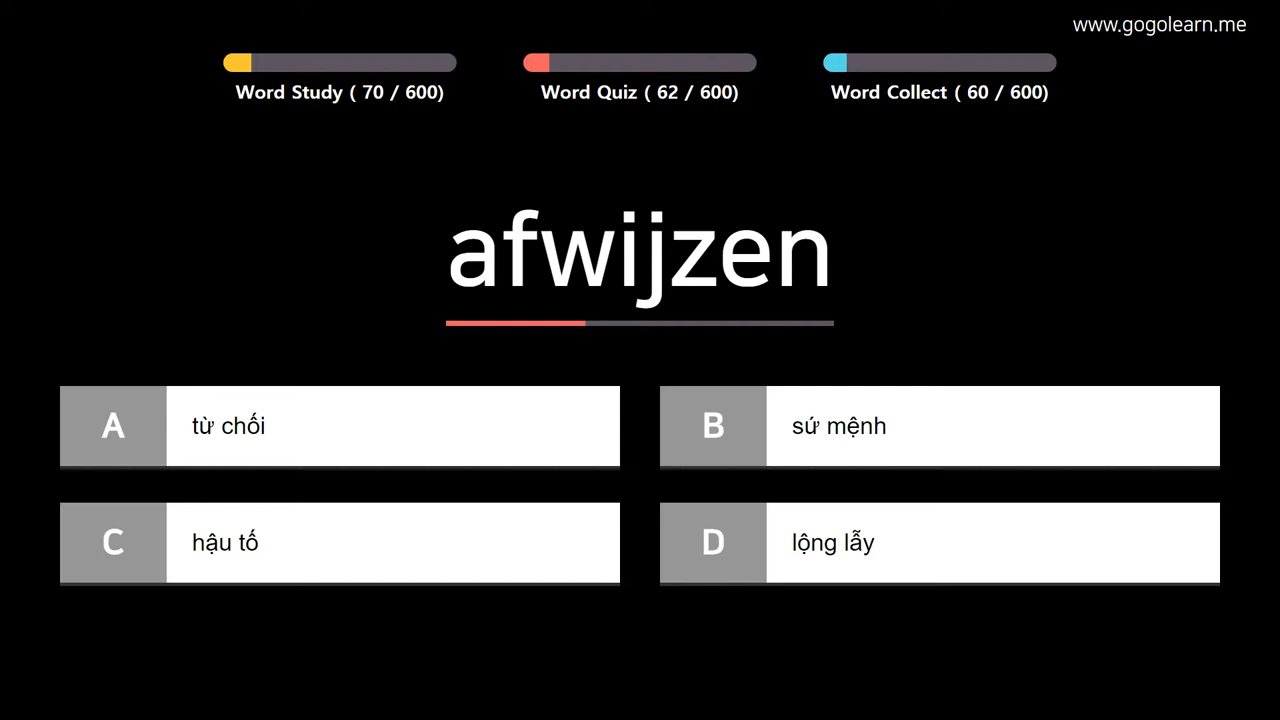 www.gogolearn.me
Word Study ( 70 / 600)
Word Quiz ( 62 / 600)
Word Collect ( 60 / 600)
afwijzen
A từ chối
B sứ mệnh
C hậu tố
D lộng lẫy